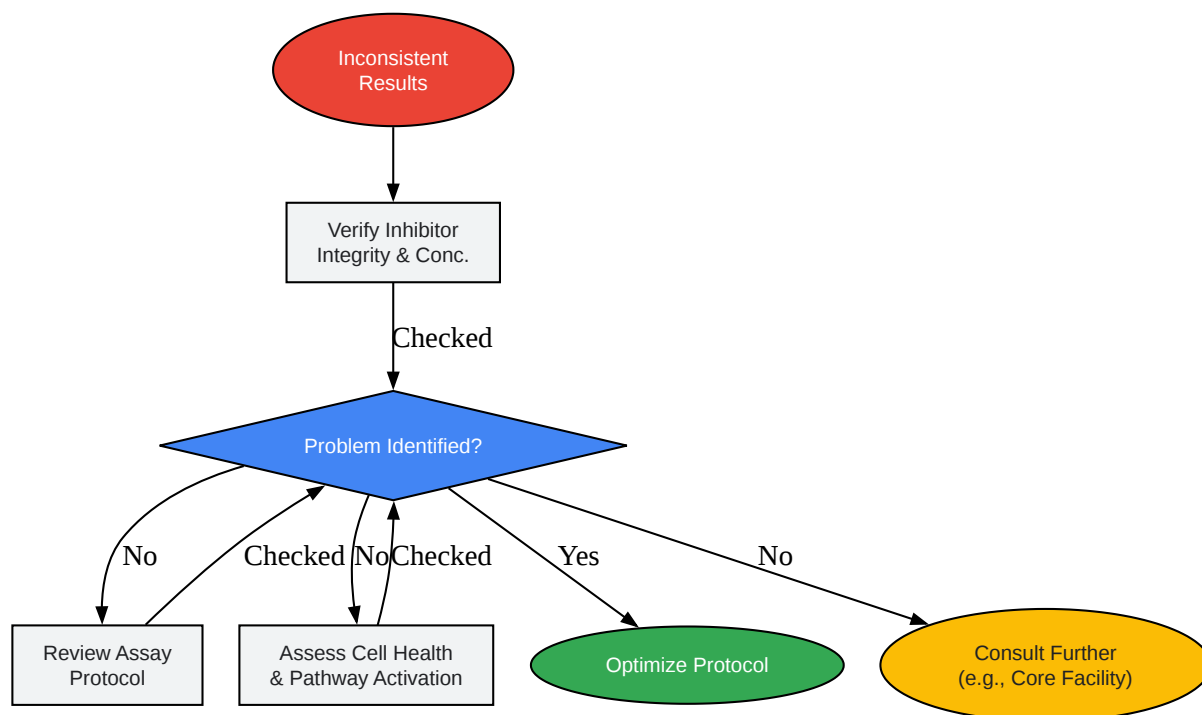 Inconsistent
Results
Verify Inhibitor
Integrity & Conc.
Checked
Problem Identified?
No
Checked
No
Checked
Yes
No
Review Assay
Protocol
Assess Cell Health
& Pathway Activation
Optimize Protocol
Consult Further
(e.g., Core Facility)